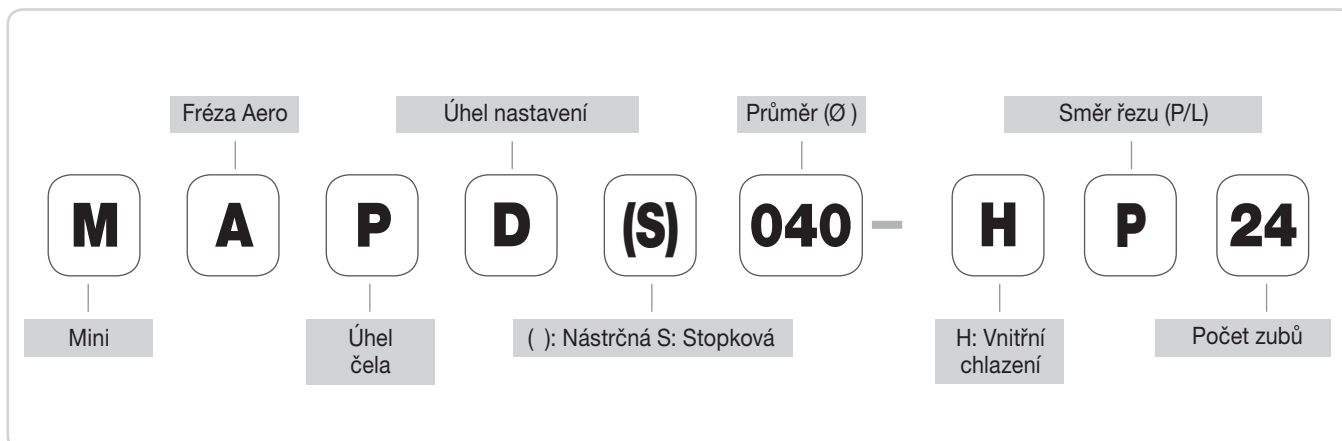 Fréza Aero
Úhel nastavení
Průměr (Ø )
Směr řezu (P/L)
M A P D (S) 040 – H P 24
Mini
Úhel
čela
( ): Nástrčná S: Stopková
H: Vnitřní
chlazení
Počet zubů